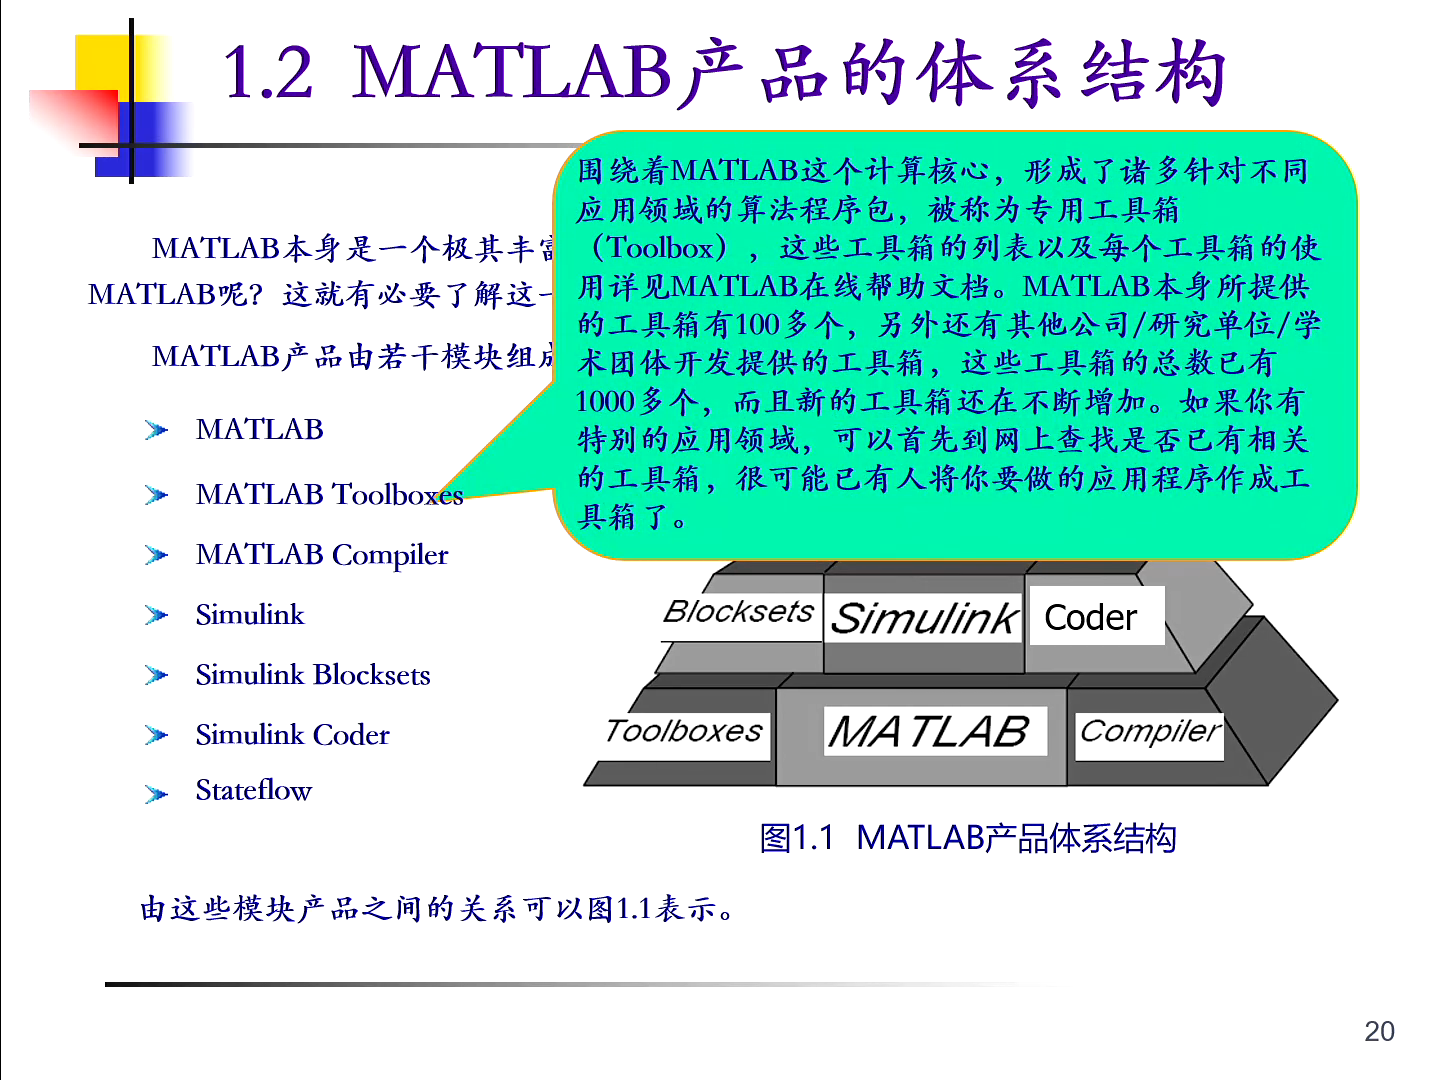 1.2 MATLAB产品的体系结构
MATLAB本身是一个极其丰
MATLAB呢？这就有必要了解这一
MATLAB产品由若干模块组
围绕着MATLAB这个计算核心，形成了诸多针对不同
应用领域的算法程序包，被称为专用工具箱
（Toolbox），这些工具箱的列表以及每个工具箱的使
用详见MATLAB在线帮助文档。MATLAB本身所提供
的工具箱有100多个，另外还有其他公司/研究单位/学
术团体开发提供的工具箱，这些工具箱的总数已有
1000多个，而且新的工具箱还在不断增加。如果你有
特别的应用领域，可以首先到网上查找是否已有相关
的工具箱，很可能已有人将你要做的应用程序作成工
具箱了。
MATLAB
MATLAB Toolboxes
MATLAB Compiler
Simulink
Simulink Blocksets
Simulink Coder
Stateflow
Blocksets
Simulink
Coder
Toolboxes
MATLAB
Compiler
图1.1 MATLAB产品体系结构
由这些模块产品之间的关系可以图1.1表示。
20